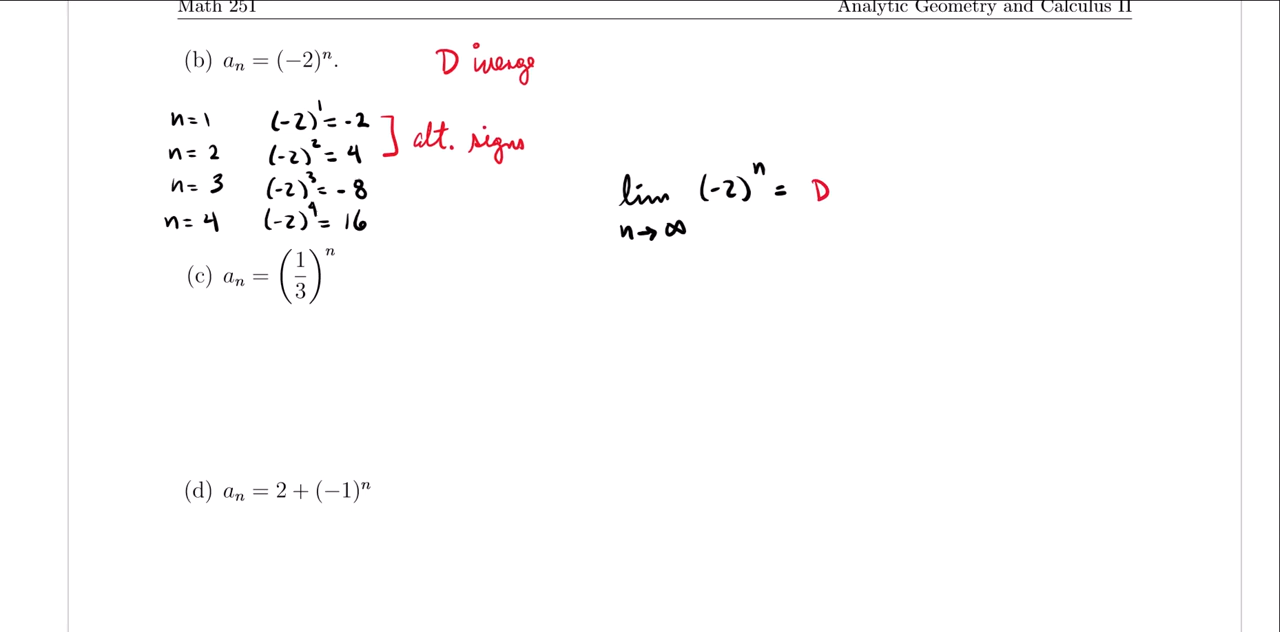 Math 251 Analytic Geometry and Calculus II
(b) aₙ = (−2)ⁿ. Diverge
n=1 (-2)¹ = -2
n=2 (-2)² = 4 ] alt. signs
n=3 (-2)³ = -8
n=4 (-2)⁴ = 16
lim (-2)ⁿ = D
n→∞
(c) aₙ = (1/3)ⁿ
(d) aₙ = 2 + (−1)ⁿ